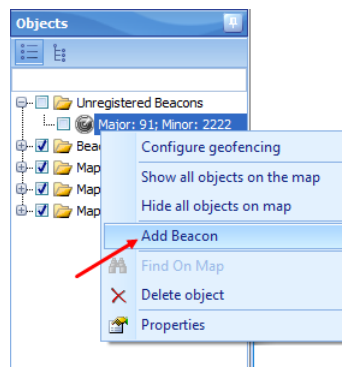 Objects
Unregistered Beacons
Major: 91; Minor: 2222
Bea
Configure geofencing
Map
Show all objects on the map
Map
Hide all objects on map
Map
Add Beacon
Find On Map
Delete object
Properties